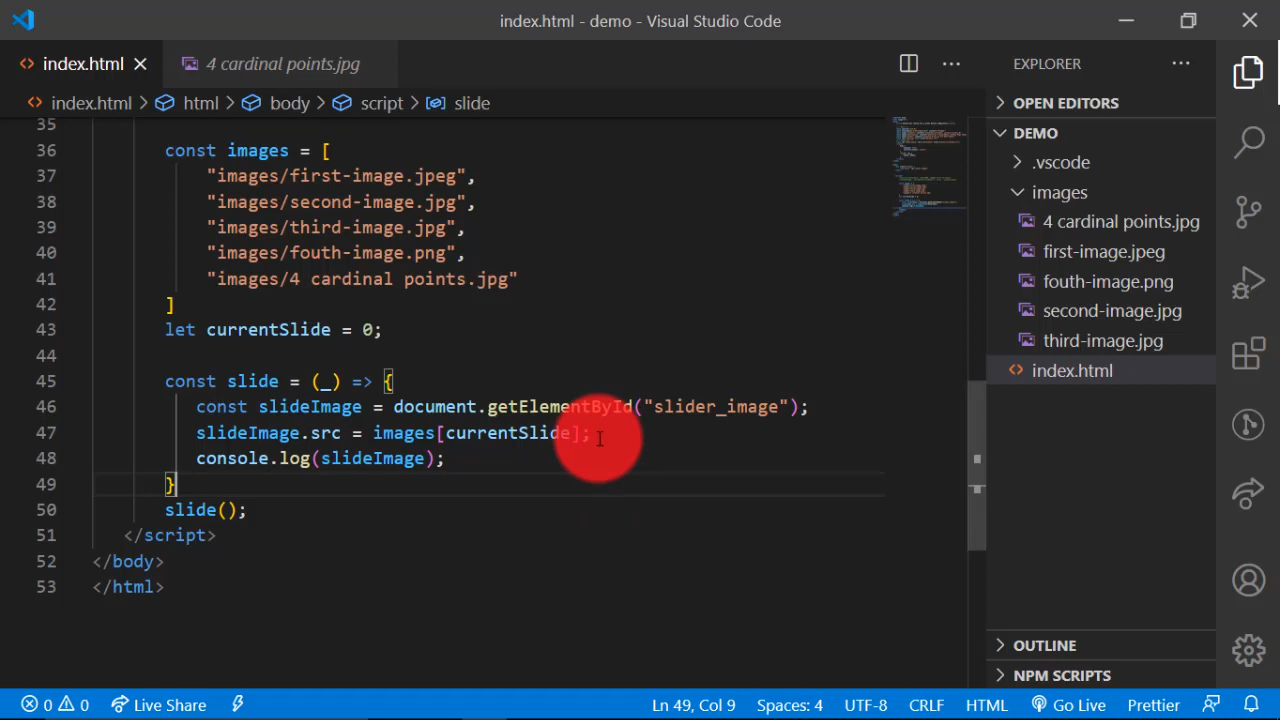 index.html - demo - Visual Studio Code
index.html
4 cardinal points.jpg
index.html > html > body > script > slide
35
36 const images = [
37 "images/first-image.jpeg",
38 "images/second-image.jpg",
39 "images/third-image.jpg",
40 "images/fouth-image.png",
41 "images/4 cardinal points.jpg"
42 ]
43 let currentSlide = 0;
44
45 const slide = (_) => {
46 const slideImage = document.getElementById("slider_image");
47 slideImage.src = images[currentSlide];
48 console.log(slideImage);
49 }
50 slide();
51 </script>
52 </body>
53 </html>
EXPLORER
OPEN EDITORS
DEMO
.vscode
images
4 cardinal points.jpg
first-image.jpeg
fouth-image.png
second-image.jpg
third-image.jpg
index.html
OUTLINE
NPM SCRIPTS
0 0 Live Share Ln 49, Col 9 Spaces: 4 UTF-8 CRLF HTML Go Live Prettier